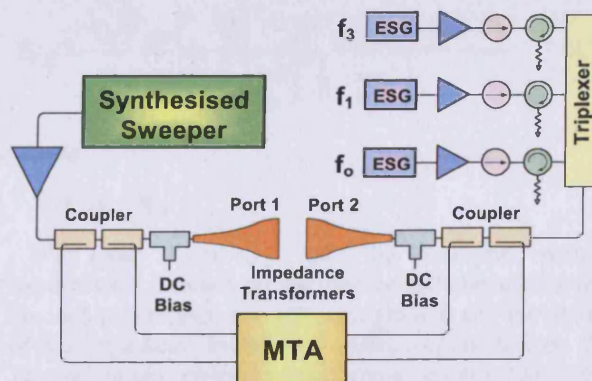 f3
ESG
Synthesised
Sweeper
f1
ESG
Triplexer
fo
ESG
Coupler
Port 1
Port 2
Coupler
DC
Bias
Impedance
Transformers
DC
Bias
MTA